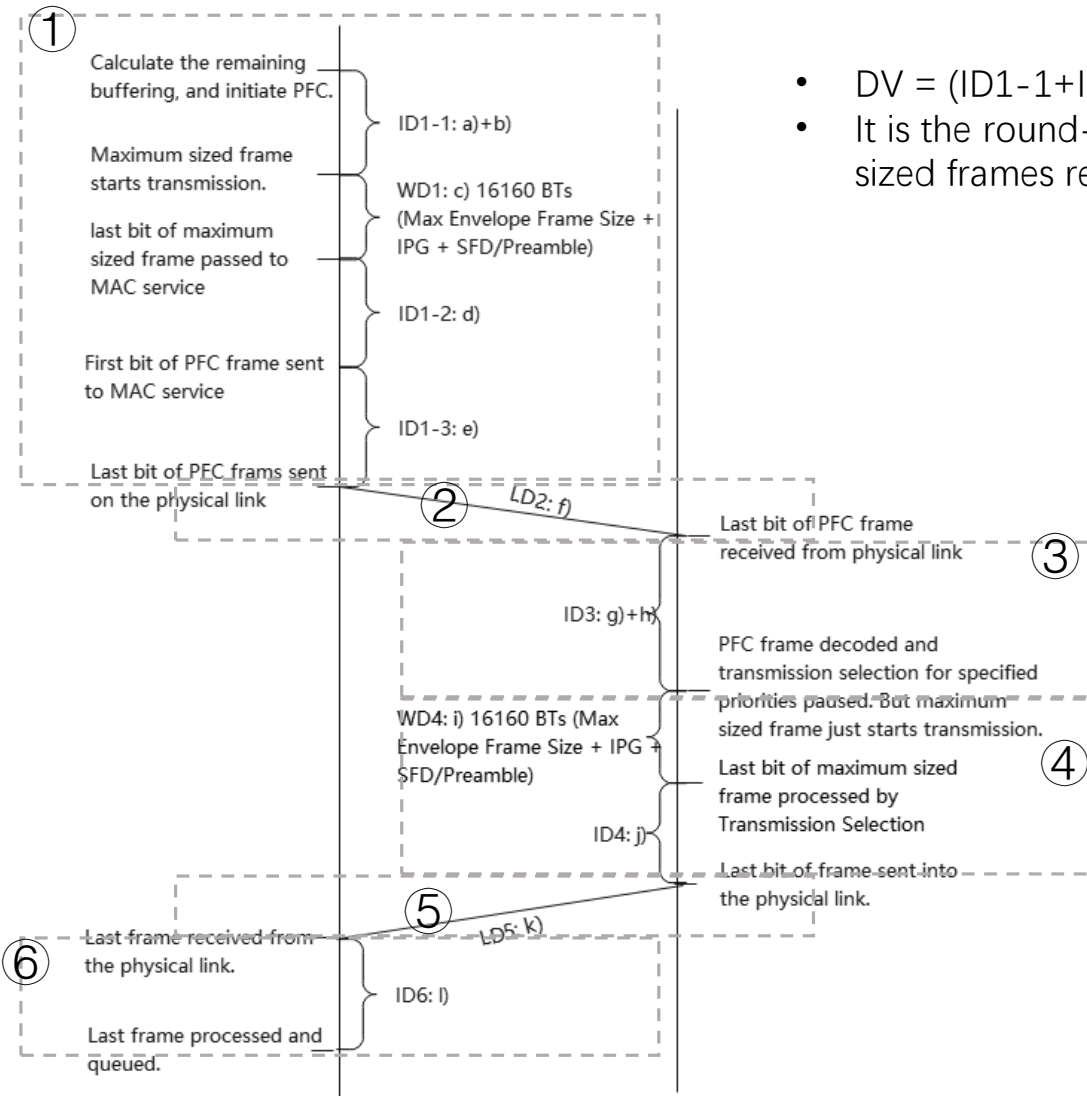 ①
Calculate the remaining
buffering, and initiate PFC.
ID1-1: a)+b)
Maximum sized frame
starts transmission.
WD1: c) 16160 BTs
(Max Envelope Frame Size +
IPG + SFD/Preamble)
last bit of maximum
sized frame passed to
MAC service
ID1-2: d)
First bit of PFC frame sent
to MAC service
ID1-3: e)
Last bit of PFC frams sent
on the physical link
②
LD2: f)
• DV = (ID1-1+I
• It is the round-
sized frames re
Last bit of PFC frame
received from physical link
③
ID3: g)+h)
PFC frame decoded and
transmission selection for specified
priorities paused. But maximum
sized frame just starts transmission.
WD4: i) 16160 BTs (Max
Envelope Frame Size + IPG +
SFD/Preamble)
④
Last bit of maximum sized
frame processed by
Transmission Selection
ID4: j)
Last bit of frame sent into
the physical link.
⑤
LD5: k)
Last frame received from
the physical link.
⑥
ID6: l)
Last frame processed and
queued.